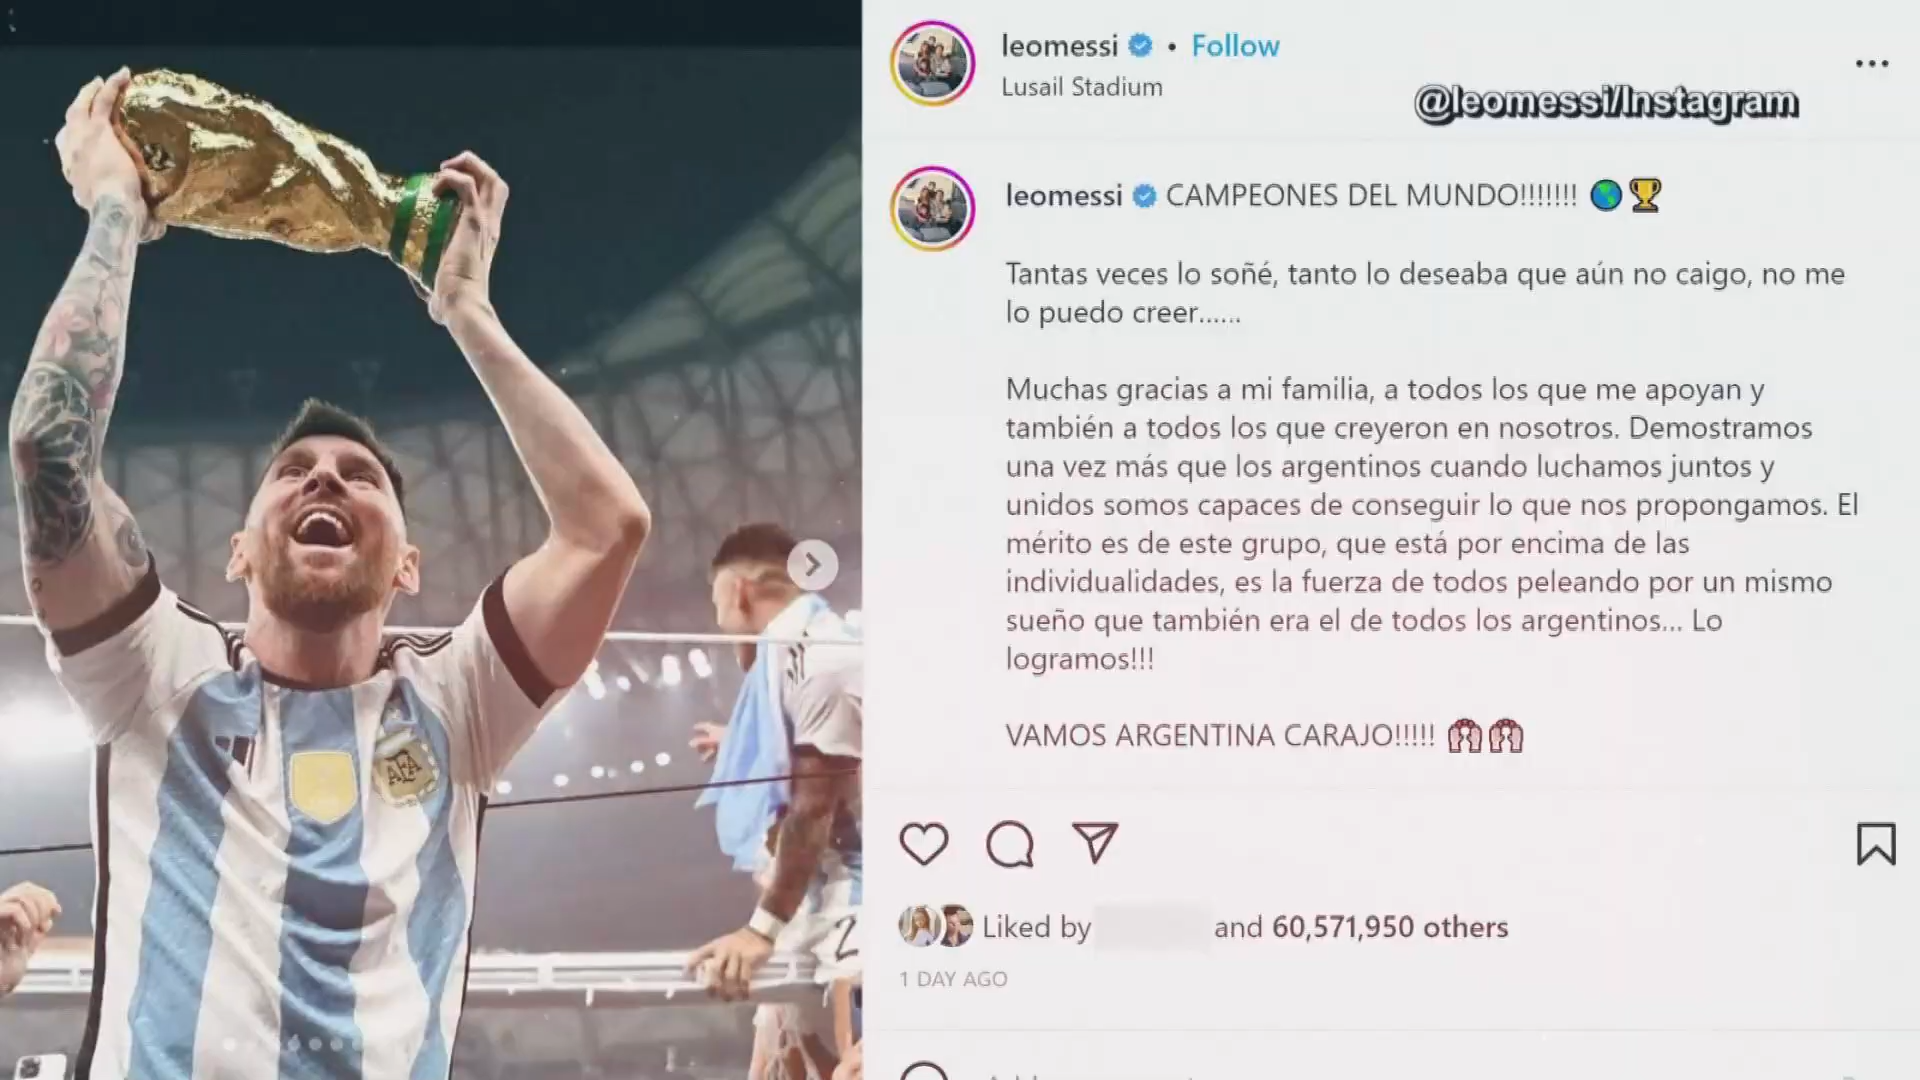 leomessi • Follow
Lusail Stadium
@leomessi/Instagram
leomessi CAMPEONES DEL MUNDO!!!!!!! 🌎🏆
Tantas veces lo soñé, tanto lo deseaba que aún no caigo, no me
lo puedo creer......
Muchas gracias a mi familia, a todos los que me apoyan y
también a todos los que creyeron en nosotros. Demostramos
una vez más que los argentinos cuando luchamos juntos y
unidos somos capaces de conseguir lo que nos propongamos. El
mérito es de este grupo, que está por encima de las
individualidades, es la fuerza de todos peleando por un mismo
sueño que también era el de todos los argentinos... Lo
logramos!!!
VAMOS ARGENTINA CARAJO!!!!! 🙌🙌
Liked by and 60,571,950 others
1 DAY AGO
AFA